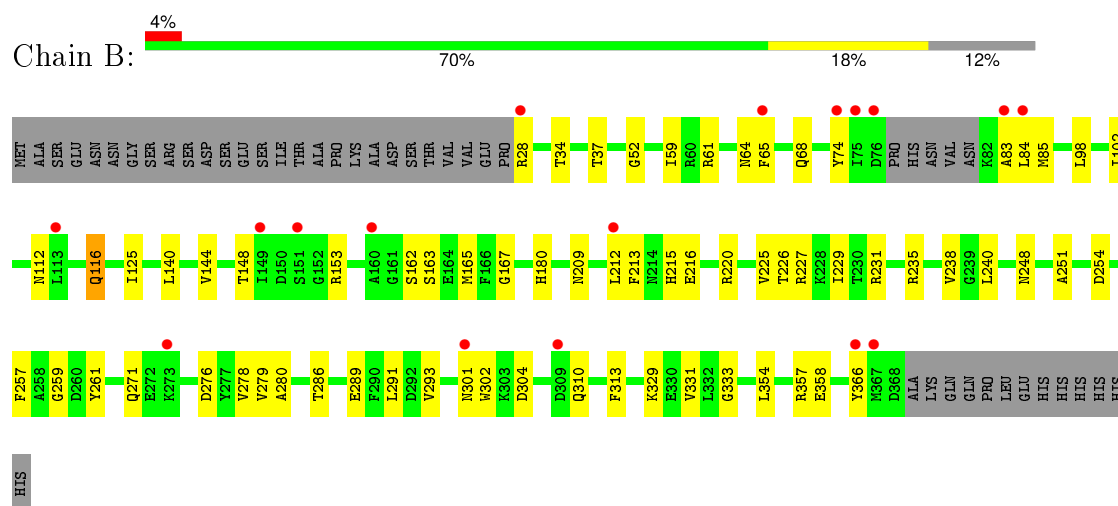 4%
Chain B:
70% 18% 12%
MET ALA SER GLU ASN ASN GLY SER ARG SER ASP SER GLU SER ILE THR ALA PRO LYS ALA ASP SER THR VAL VAL GLU PRO R28 T34 T37 G52 I59 R60 R61 N64 F65 Q68 Y74 I75 D76 PRO HIS ASN VAL ASN K82 A83 L84 M85 L98
N112 L113 Q116 I125 L140 V144 T148 I149 D150 S151 G152 R153 A160 G161 S162 S163 E164 M165 F166 G167 H180 N209 L212 F213 N214 H215 E216 R220 V225 T226 R227 K228 I229 T230 R231 R235 V238 G239 L240 N248 A251 D254
F257 A258 G259 D260 Y261 Q271 E272 K273 D276 Y277 V278 V279 A280 T286 E289 F290 L291 D292 V293 N301 W302 K303 D304 D309 Q310 F313 K329 E330 V331 L332 G333 L354 R357 E358 Y366 M367 D368 ALA LYS GLN GLN PRO LEU GLU HIS HIS HIS HIS HIS
HIS